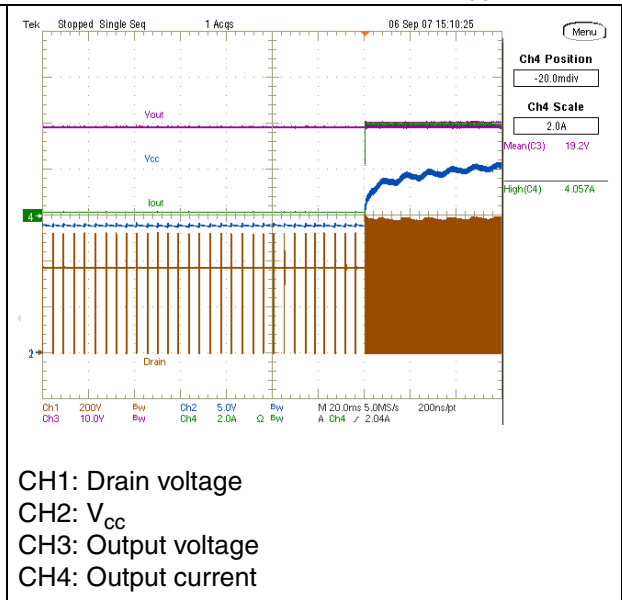 Tek Stopped Single Seq 1 Acqs 06 Sep 07 15:10:25
Menu
Ch4 Position
-20.0mdiv
Ch4 Scale
2.0A
Mean(C3) 19.2V
High(C4) 4.057A
Vout
Vcc
Iout
4
2
Drain
Ch1 200V Bw Ch2 5.0V Bw M 20.0ms 5.0MS/s 200ns/pt
Ch3 10.0V Bw Ch4 2.0A Ω Bw A Ch4 ⁄ 2.04A
CH1: Drain voltage
CH2: Vcc
CH3: Output voltage
CH4: Output current